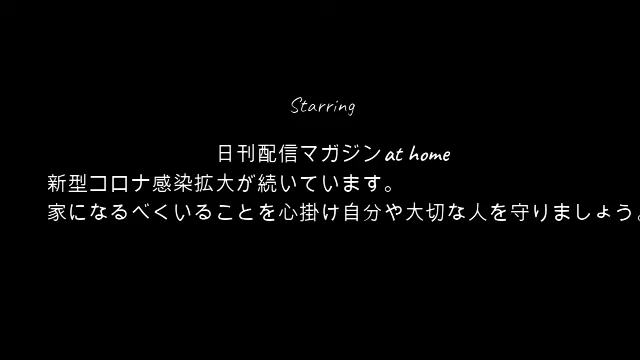 Starring
日刊配信マガジンat home
新型コロナ感染拡大が続いています。
家になるべくいることを心掛け自分や大切な人を守りましょう。